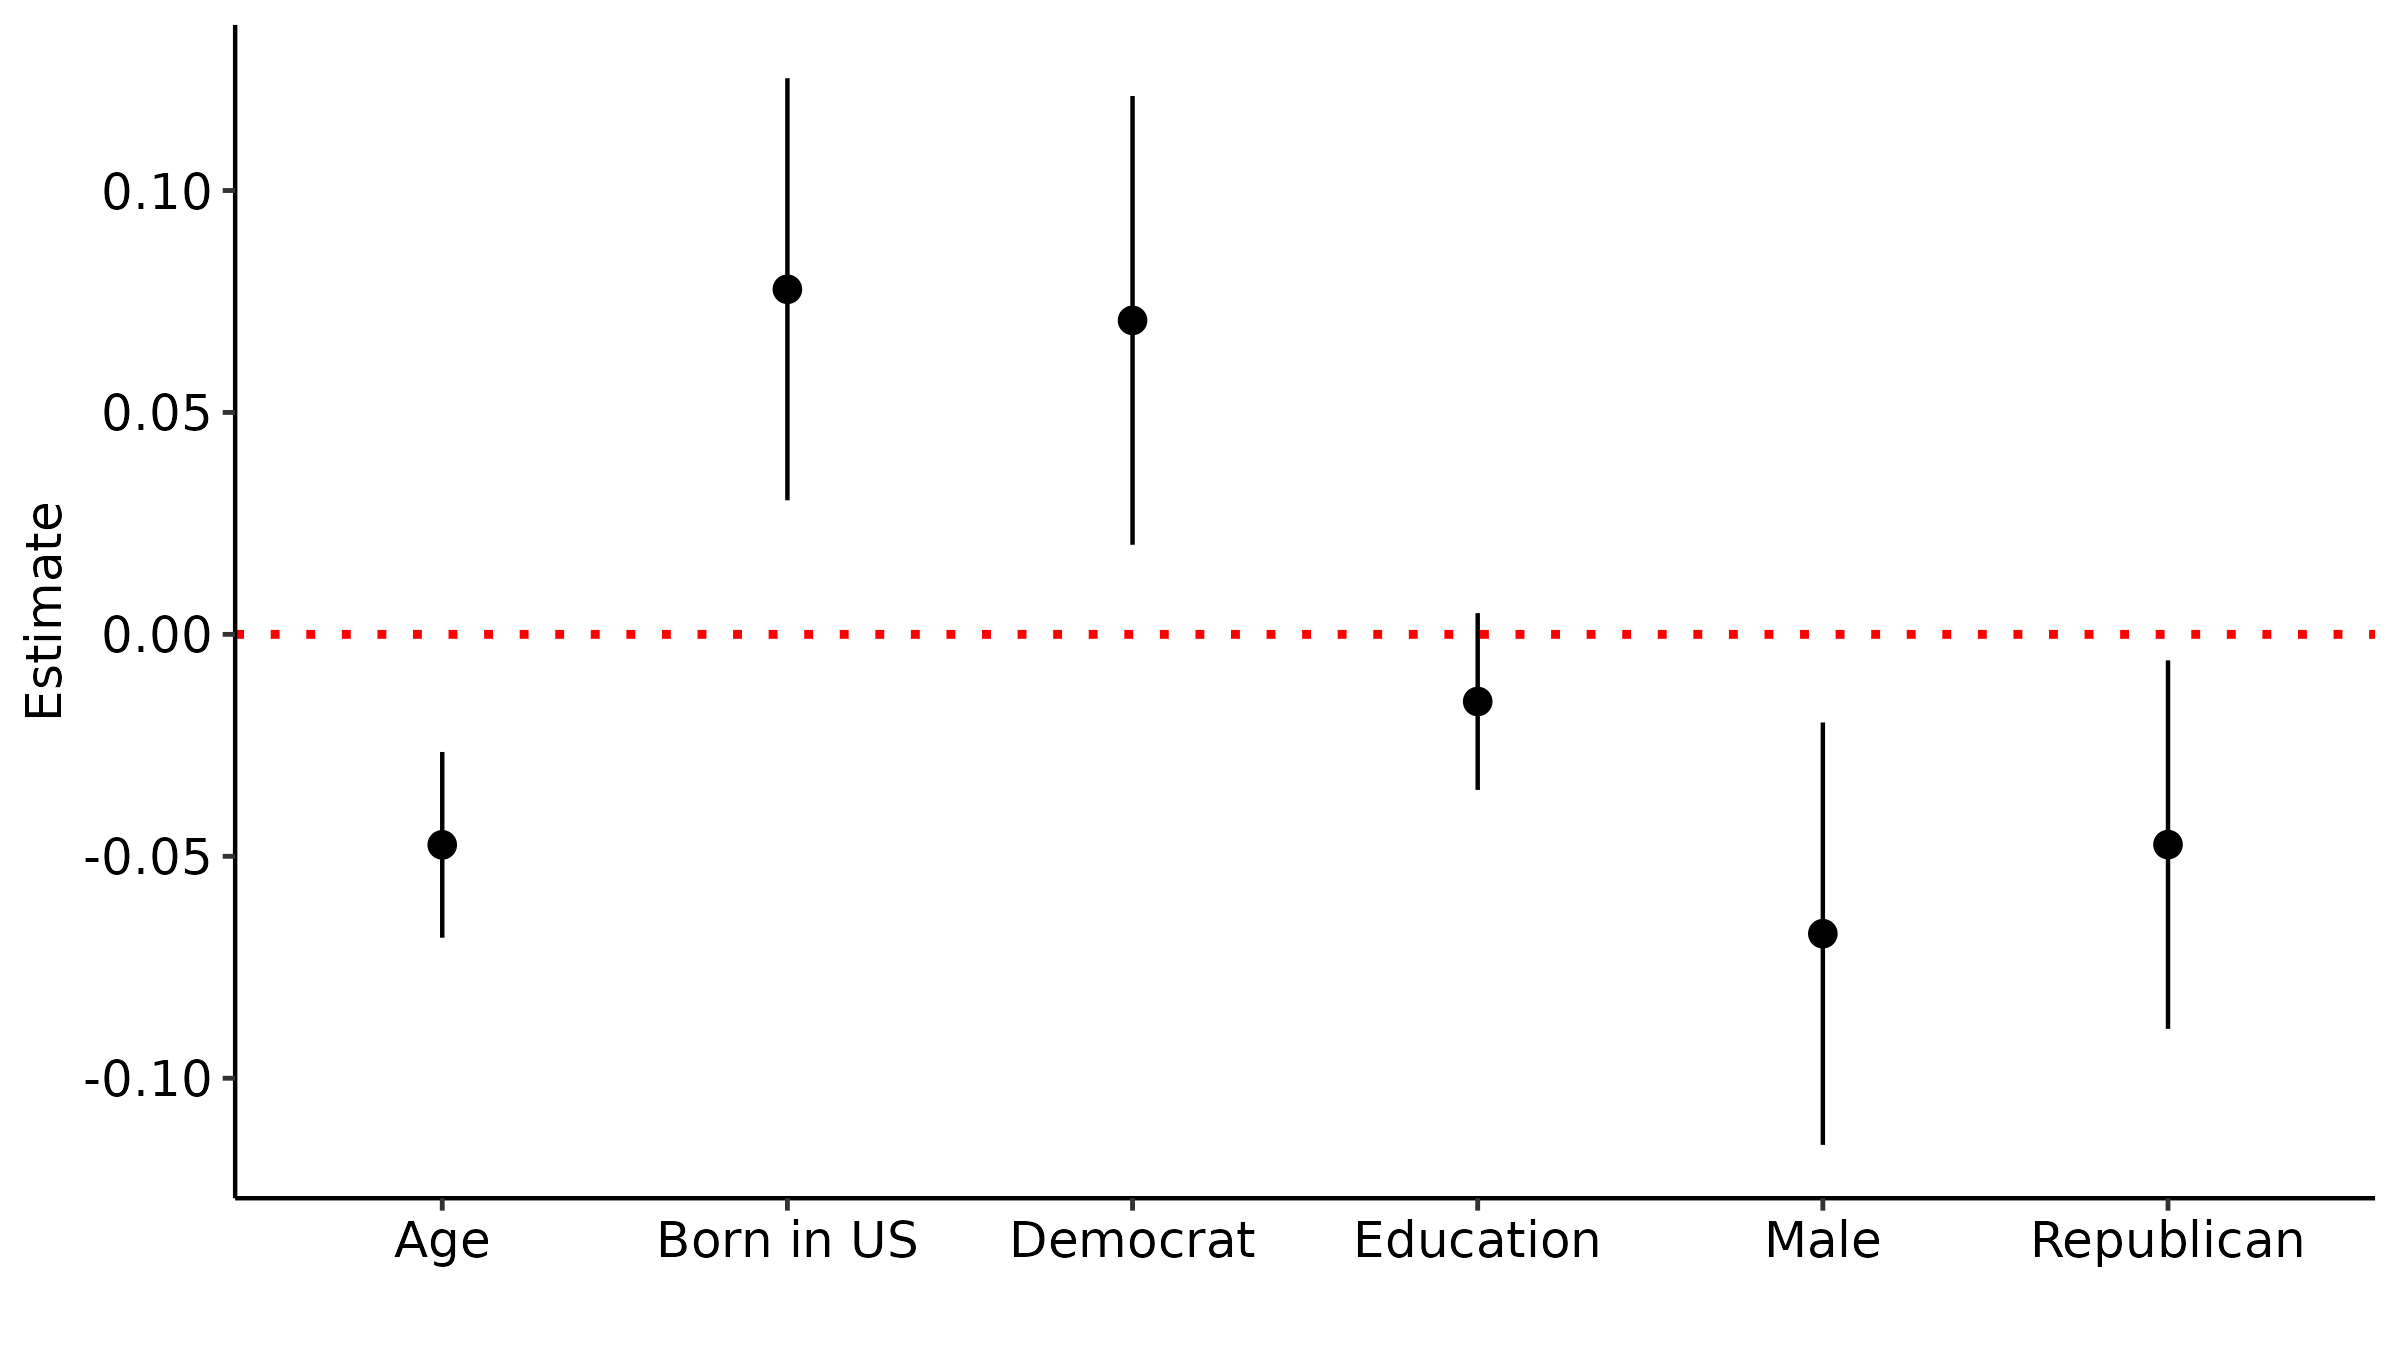 Estimate
0.10
0.05
0.00
-0.05
-0.10
Age Born in US Democrat Education Male Republican